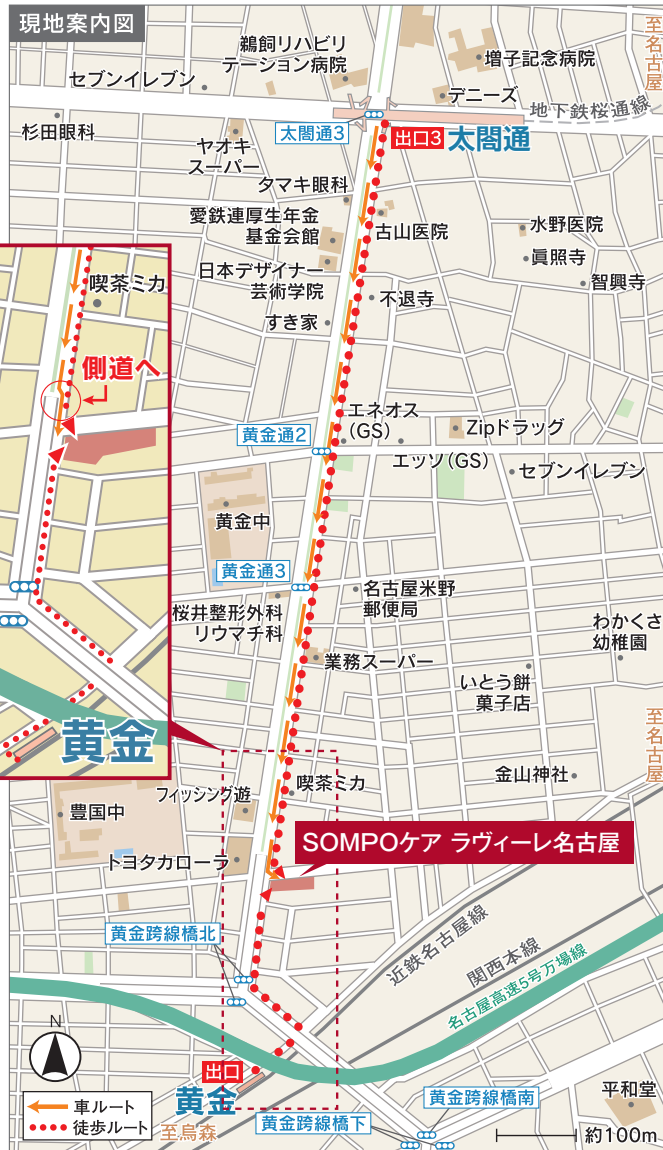 現地案内図
至名古屋
鵜飼リハビリ
テーション病院
増子記念病院
セブンイレブン
デニーズ
地下鉄桜通線
杉田眼科
太閤通3
出口3
太閤通
ヤオキ
スーパー
タマキ眼科
愛鉄連厚生年金
基金会館
古山医院
水野医院
眞照寺
日本デザイナー
芸術学院
智興寺
不退寺
すき家
喫茶ミカ
側道へ
エネオス
(GS)
Zipドラッグ
黄金通2
エッソ(GS)
セブンイレブン
黄金中
黄金通3
名古屋米野
郵便局
桜井整形外科
リウマチ科
わかくさ
幼稚園
業務スーパー
いとう餅
菓子店
至名古屋
黄金
金山神社
喫茶ミカ
フィッシング遊
豊国中
SOMPOケア ラヴィーレ名古屋
トヨタカローラ
黄金跨線橋北
近鉄名古屋線
関西本線
名古屋高速5号万場線
N
出口
黄金
車ルート
徒歩ルート
至烏森
黄金跨線橋下
黄金跨線橋南
平和堂
約100m